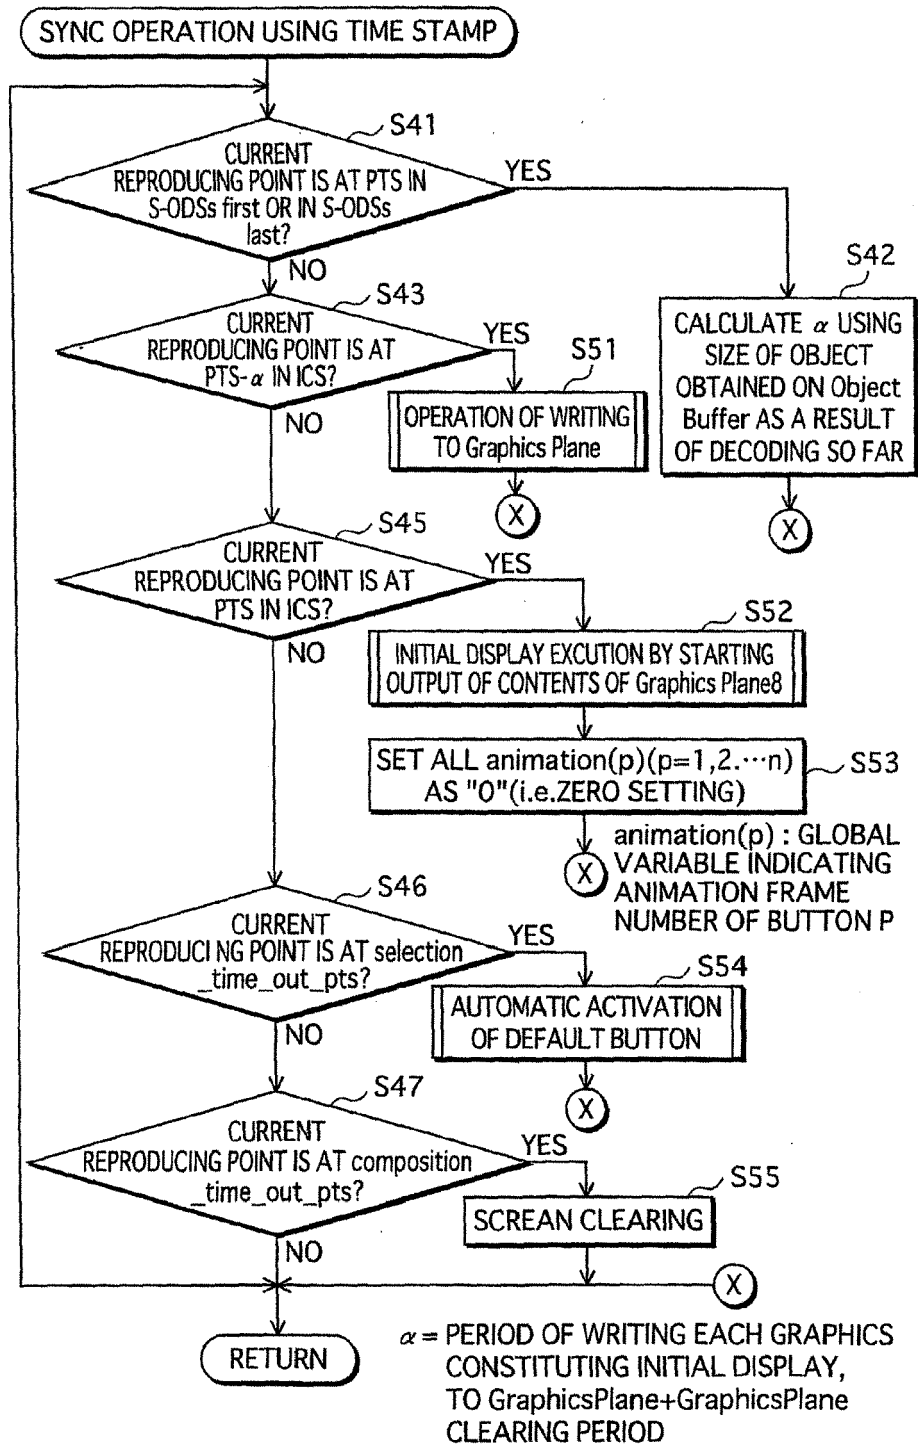 SYNC OPERATION USING TIME STAMP
S41
CURRENT
REPRODUCING POINT IS AT PTS IN
S-ODSs first OR IN S-ODSs
last?
YES
NO
S42
CALCULATE α USING
SIZE OF OBJECT
OBTAINED ON Object
Buffer AS A RESULT
OF DECODING SO FAR
X
S43
CURRENT
REPRODUCING POINT IS AT
PTS-α IN ICS?
YES
NO
S51
OPERATION OF WRITING
TO Graphics Plane
X
S45
CURRENT
REPRODUCING POINT IS AT
PTS IN ICS?
YES
NO
S52
INITIAL DISPLAY EXCUTION BY STARTING
OUTPUT OF CONTENTS OF Graphics Plane8
SET ALL animation(p)(p=1,2.…n)
AS "0"(i.e.ZERO SETTING)
S53
X
animation(p) : GLOBAL
VARIABLE INDICATING
ANIMATION FRAME
NUMBER OF BUTTON P
S46
CURRENT
REPRODUCING POINT IS AT selection
_time_out_pts?
YES
NO
S54
AUTOMATIC ACTIVATION
OF DEFAULT BUTTON
X
S47
CURRENT
REPRODUCING POINT IS AT composition
_time_out_pts?
YES
NO
S55
SCREAN CLEARING
X
RETURN
α = PERIOD OF WRITING EACH GRAPHICS
CONSTITUTING INITIAL DISPLAY,
TO GraphicsPlane+GraphicsPlane
CLEARING PERIOD